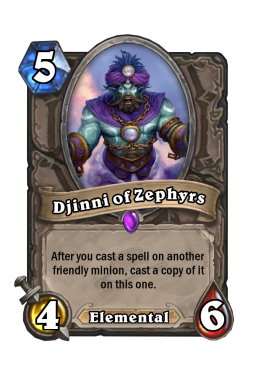 5
Djinni of Zephyrs
After you cast a spell on another
friendly minion, cast a copy of it
on this one.
4
Elemental
6